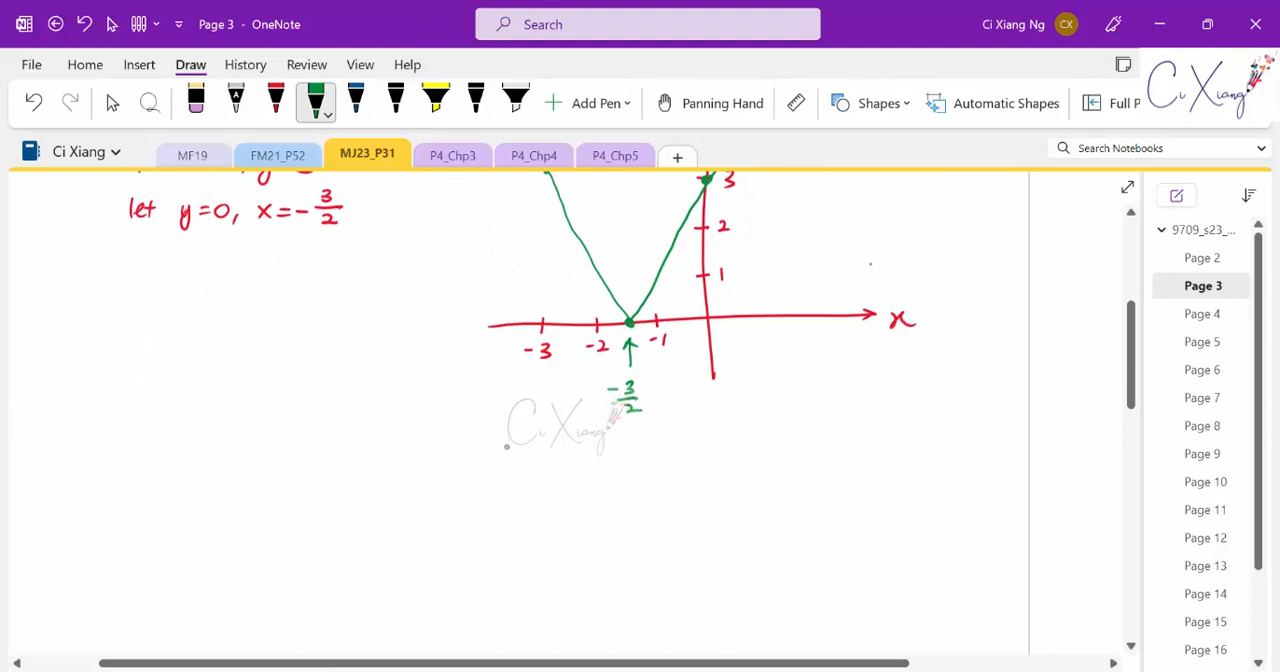 Page 3 - OneNote
Search
Ci Xiang Ng
CX
File Home Insert Draw History Review View Help
Add Pen
Panning Hand
Shapes
Automatic Shapes
Full P
Ci Xiang
Ci Xiang
MF19
FM21_P52
MJ23_P31
P4_Chp3
P4_Chp4
P4_Chp5
Search Notebooks
let y=0, x=-3/2
3
2
1
x
-3 -2 -1
-3/2
Ci Xiang
9709_s23_...
Page 2
Page 3
Page 4
Page 5
Page 6
Page 7
Page 8
Page 9
Page 10
Page 11
Page 12
Page 13
Page 14
Page 15
Page 16